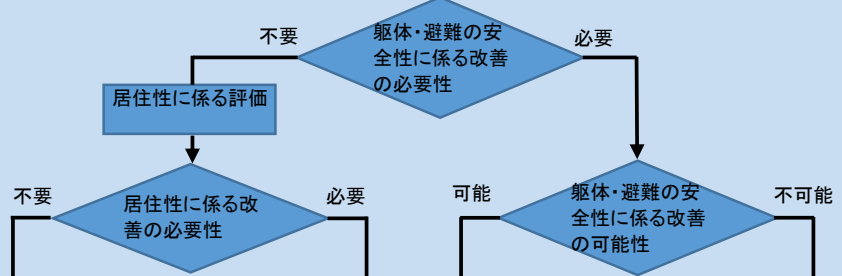 不要
躯体・避難の安
全性に係る改善
の必要性
必要
居住性に係る評価
不要
居住性に係る改
善の必要性
必要
可能
躯体・避難の安
全性に係る改善
の可能性
不可能